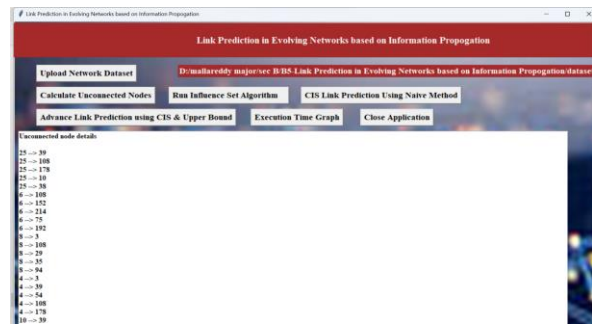 Link Prediction in Evolving Networks based on Information Propogation
Link Prediction in Evolving Networks based on Information Propogation
Upload Network Dataset
D:/mallareddy major/sec B/B5-Link Prediction in Evolving Networks based on Information Propogation/dataset
Calculate Unconnected Nodes
Run Influence Set Algorithm
CIS Link Prediction Using Naive Method
Advance Link Prediction using CIS & Upper Bound
Execution Time Graph
Close Application
Unconnected node details
25 --> 39
25 --> 108
25 --> 178
25 --> 10
25 --> 38
6 --> 108
6 --> 152
6 --> 214
6 --> 75
6 --> 192
8 --> 3
8 --> 108
8 --> 29
8 --> 35
8 --> 94
4 --> 3
4 --> 39
4 --> 54
4 --> 108
4 --> 178
10 --> 39